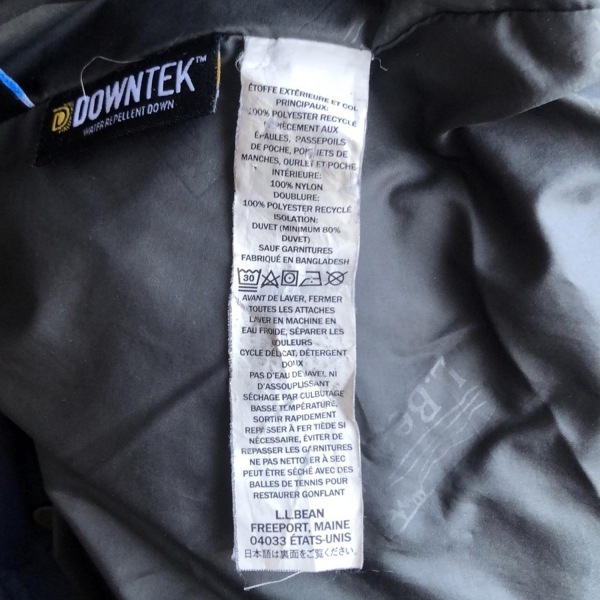 DOWNTEK™
WATER REPELLENT DOWN
ÉTOFFE EXTÉRIEURE ET COL
PRINCIPAUX:
100% POLYESTER RECYCLÉ
EMPIÈCEMENT AUX
ÉPAULES, PASSEPOILS
DE POCHE, POIGNETS DE
MANCHES, OURLET ET POCHE
INTÉRIEURE:
100% NYLON
DOUBLURE:
100% POLYESTER RECYCLÉ
ISOLATION:
DUVET (MINIMUM 80%
DUVET)
SAUF GARNITURES
FABRIQUÉ EN BANGLADESH
30
AVANT DE LAVER, FERMER
TOUTES LES ATTACHES
LAVER EN MACHINE EN
EAU FROIDE, SÉPARER LES
COULEURS
CYCLE DÉLICAT, DÉTERGENT
DOUX
PAS D'EAU DE JAVEL NI
D'ASSOUPLISSANT
SÉCHAGE PAR CULBUTAGE
BASSE TEMPÉRATURE,
SORTIR RAPIDEMENT
REPASSER À FER TIÈDE SI
NÉCESSAIRE, ÉVITER DE
REPASSER LES GARNITURES
NE PAS NETTOYER À SEC
PEUT ÊTRE SÉCHÉ AVEC DES
BALLES DE TENNIS POUR
RESTAURER GONFLANT
L.L.BEAN
FREEPORT, MAINE
04033 ÉTATS-UNIS
日本語は裏面をご覧ください